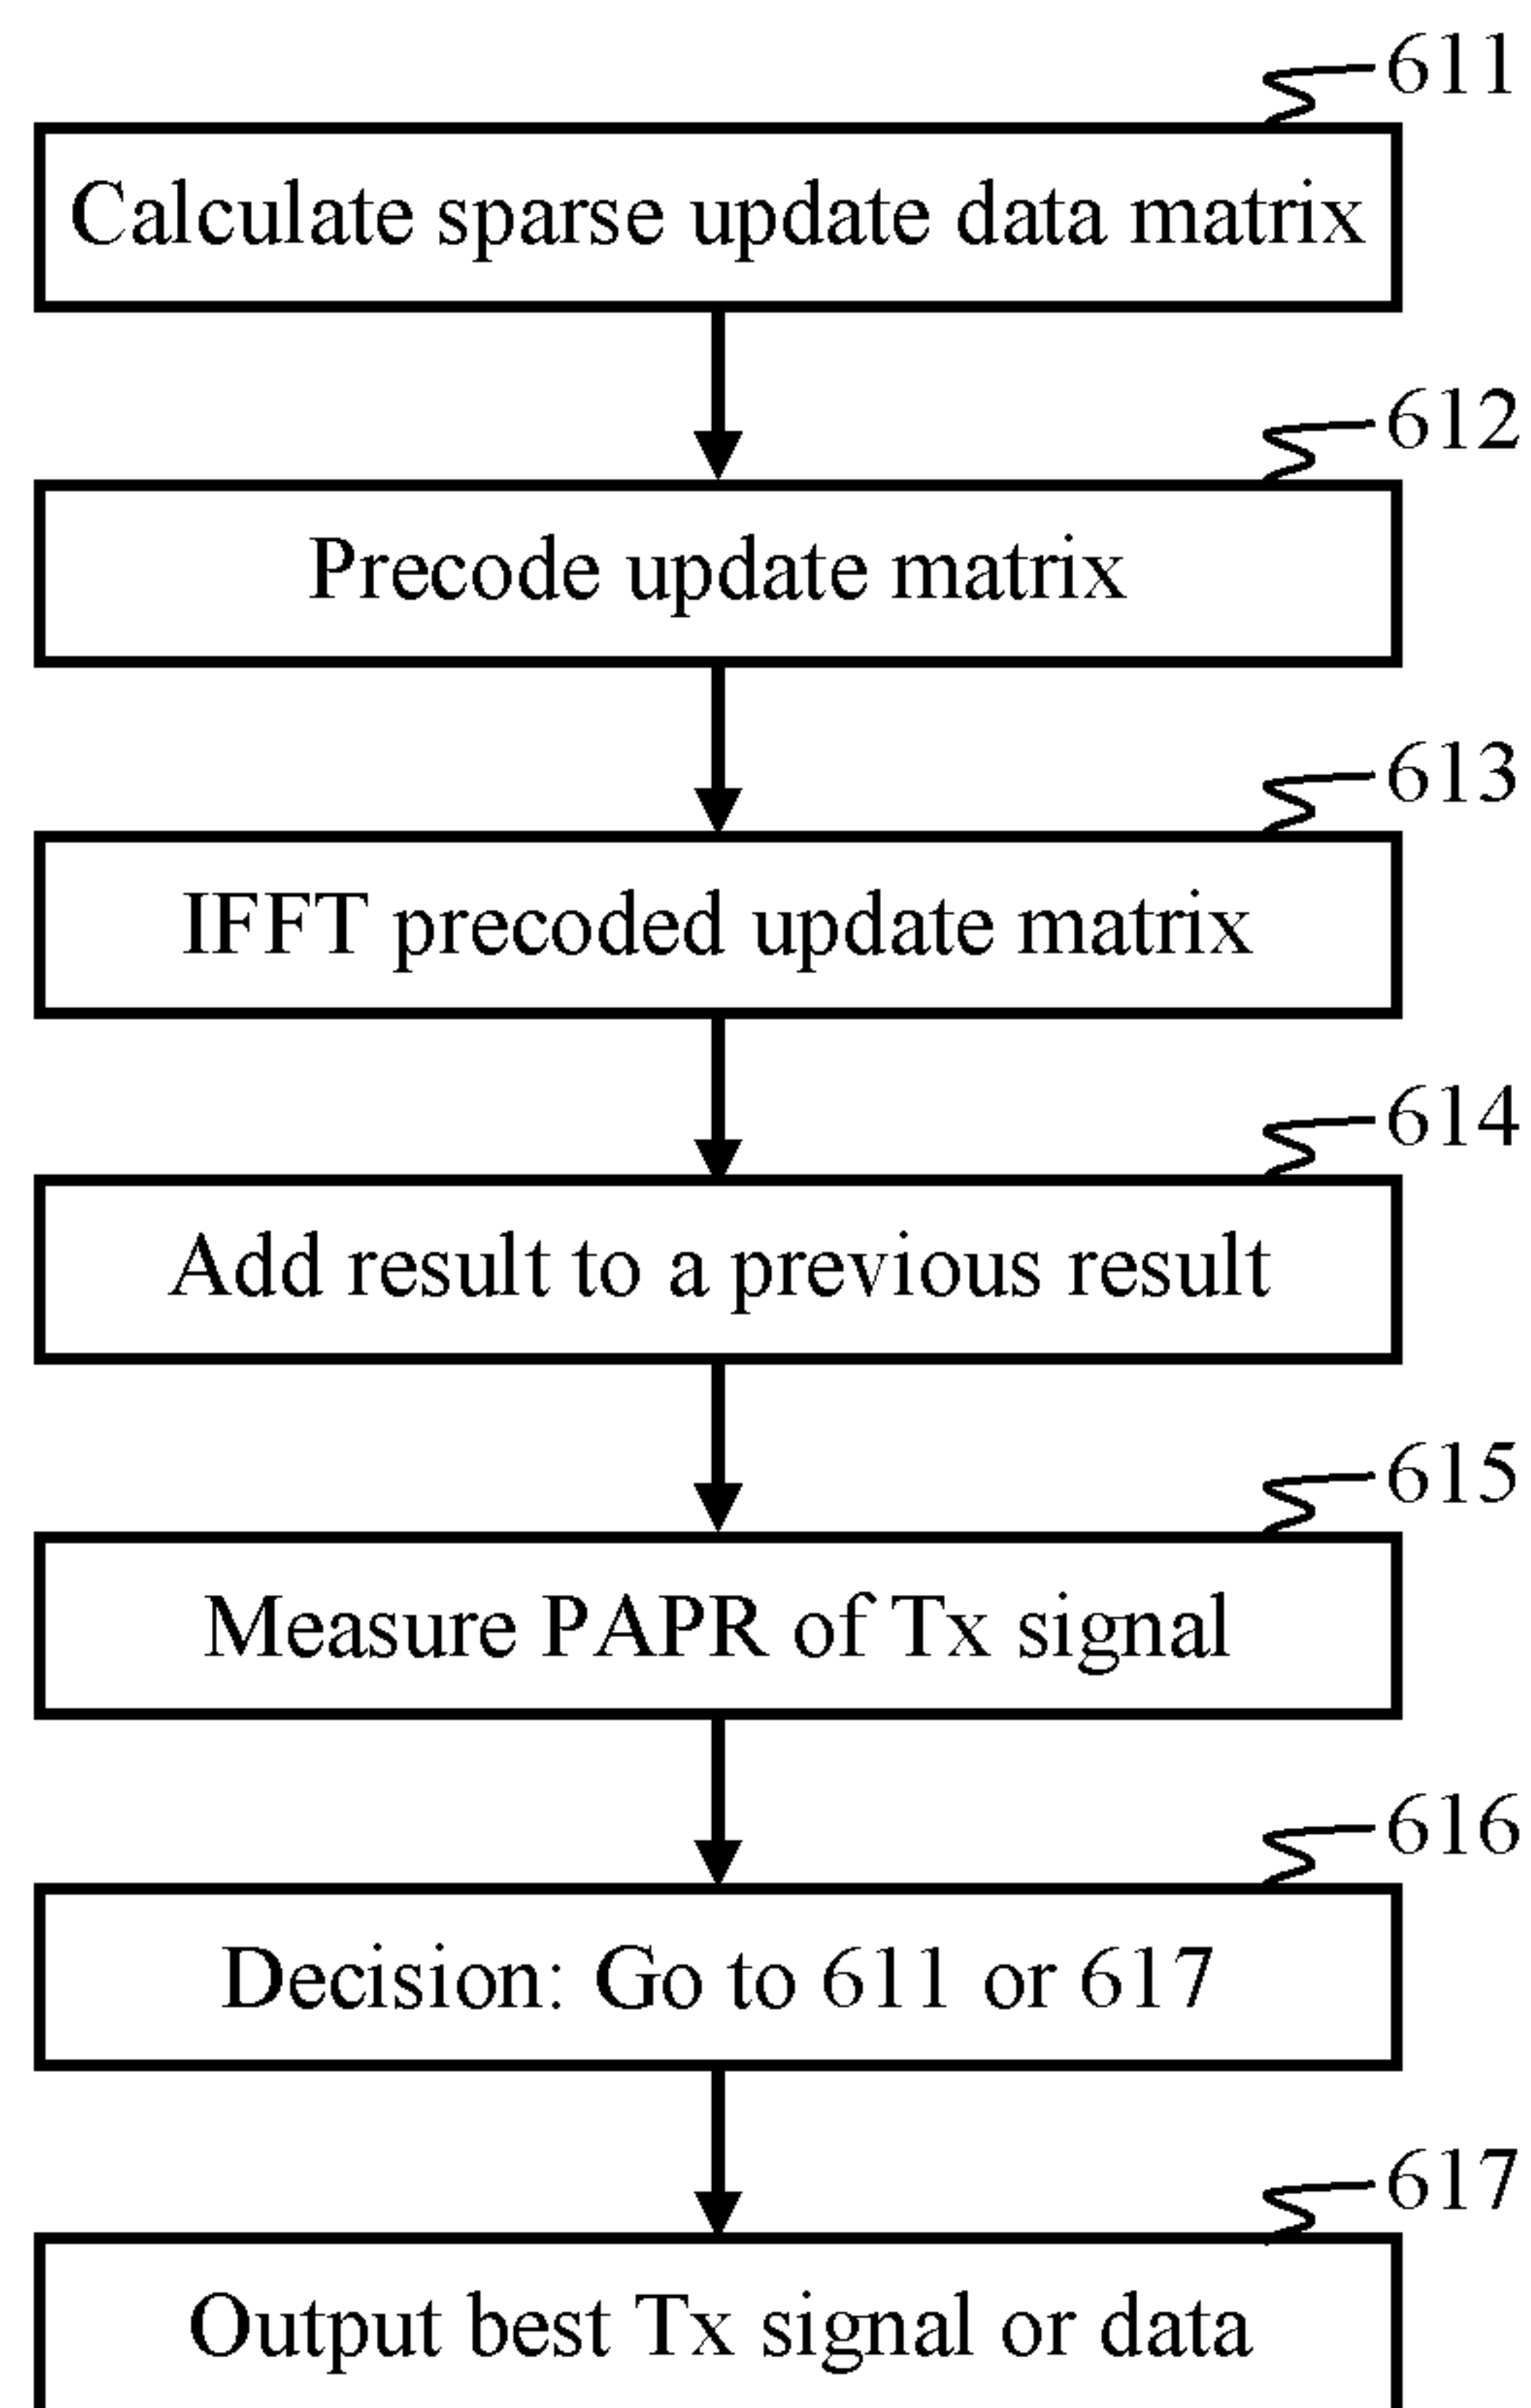 611
Calculate sparse update data matrix
612
Precode update matrix
613
IFFT precoded update matrix
614
Add result to a previous result
615
Measure PAPR of Tx signal
616
Decision: Go to 611 or 617
617
Output best Tx signal or data